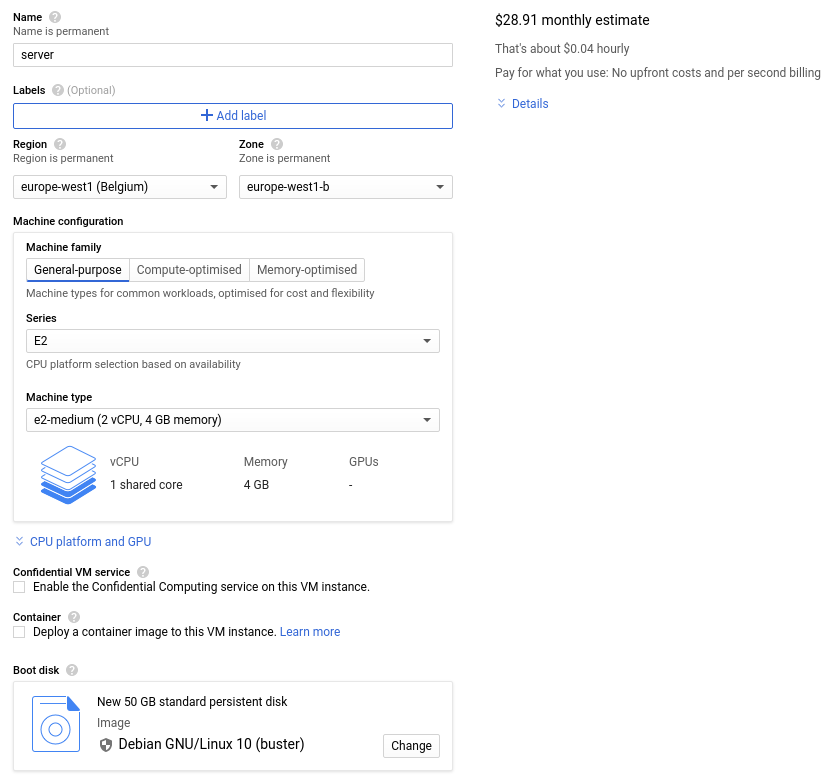 Name ?
Name is permanent
server
Labels ? (Optional)
+ Add label
Region ?
Region is permanent
europe-west1 (Belgium)
Zone ?
Zone is permanent
europe-west1-b
Machine configuration
Machine family
General-purpose Compute-optimised Memory-optimised
Machine types for common workloads, optimised for cost and flexibility
Series
E2
CPU platform selection based on availability
Machine type
e2-medium (2 vCPU, 4 GB memory)
vCPU Memory GPUs
1 shared core 4 GB -
CPU platform and GPU
Confidential VM service ?
Enable the Confidential Computing service on this VM instance.
Container ?
Deploy a container image to this VM instance. Learn more
Boot disk ?
New 50 GB standard persistent disk
Image
Debian GNU/Linux 10 (buster)
Change
$28.91 monthly estimate
That's about $0.04 hourly
Pay for what you use: No upfront costs and per second billing
Details